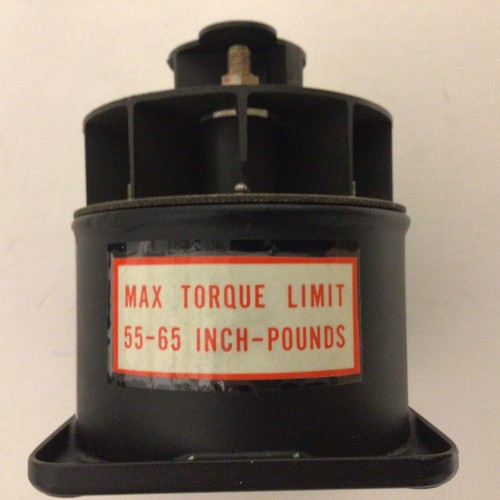 MAX TORQUE LIMIT
55-65 INCH-POUNDS